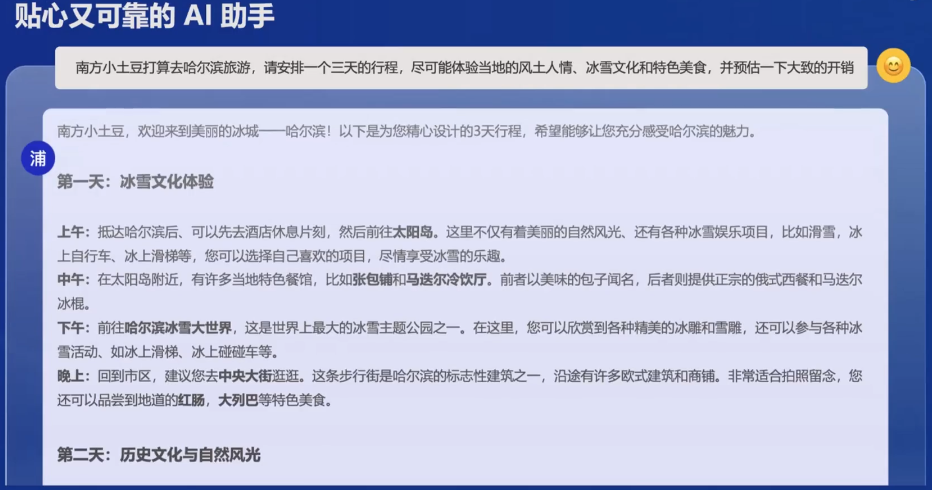 贴心又可靠的 AI 助手
南方小土豆打算去哈尔滨旅游，请安排一个三天的行程，尽可能体验当地的风土人情、冰雪文化和特色美食，并预估一下大致的开销
南方小土豆，欢迎来到美丽的冰城——哈尔滨！以下是为您精心设计的3天行程，希望能够让您充分感受哈尔滨的魅力。
浦
第一天：冰雪文化体验
上午：抵达哈尔滨后、可以先去酒店休息片刻，然后前往太阳岛。这里不仅有着美丽的自然风光、还有各种冰雪娱乐项目，比如滑雪，冰
上自行车、冰上滑梯等，您可以选择自己喜欢的项目，尽情享受冰雪的乐趣。
中午：在太阳岛附近，有许多当地特色餐馆，比如张包铺和马迭尔冷饮厅。前者以美味的包子闻名，后者则提供正宗的俄式西餐和马迭尔
冰棍。
下午：前往哈尔滨冰雪大世界，这是世界上最大的冰雪主题公园之一。在这里，您可以欣赏到各种精美的冰雕和雪雕，还可以参与各种冰
雪活动、如冰上滑梯、冰上碰碰车等。
晚上：回到市区，建议您去中央大街逛逛。这条步行街是哈尔滨的标志性建筑之一，沿途有许多欧式建筑和商铺。非常适合拍照留念，您
还可以品尝到地道的红肠，大列巴等特色美食。
第二天：历史文化与自然风光